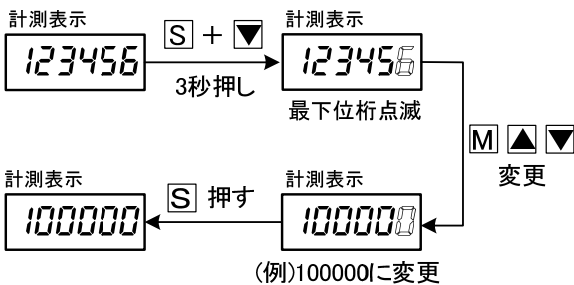 計測表示
123456
S + ▼
3秒押し
計測表示
123456
最下位桁点滅
M ▲ ▼
変更
計測表示
100000
(例)100000に変更
S 押す
計測表示
100000